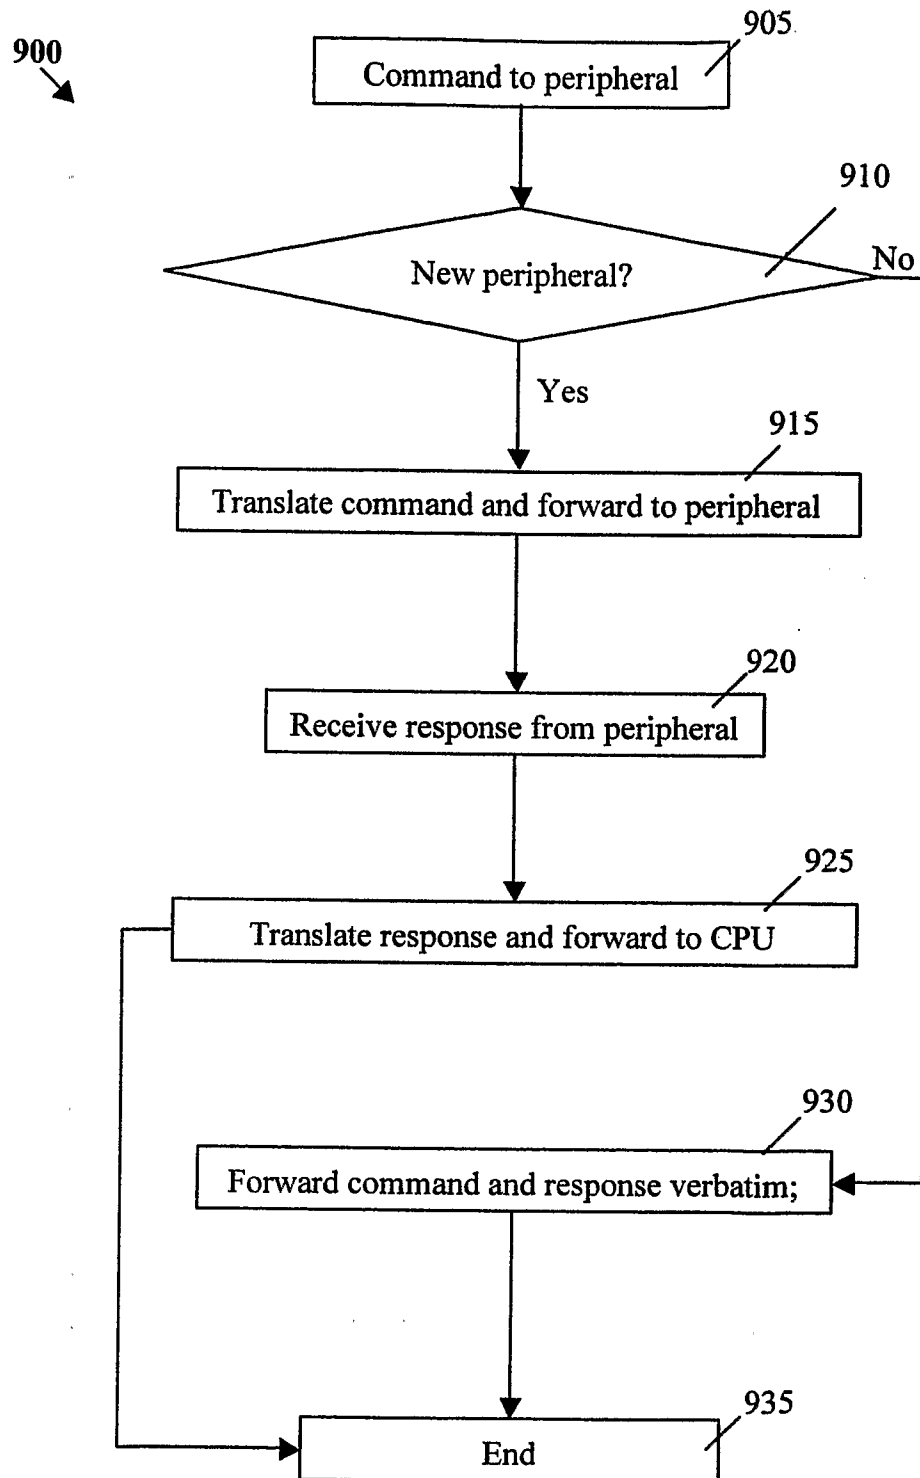 900
905
Command to peripheral
910
New peripheral?
No
Yes
915
Translate command and forward to peripheral
920
Receive response from peripheral
925
Translate response and forward to CPU
930
Forward command and response verbatim;
935
End